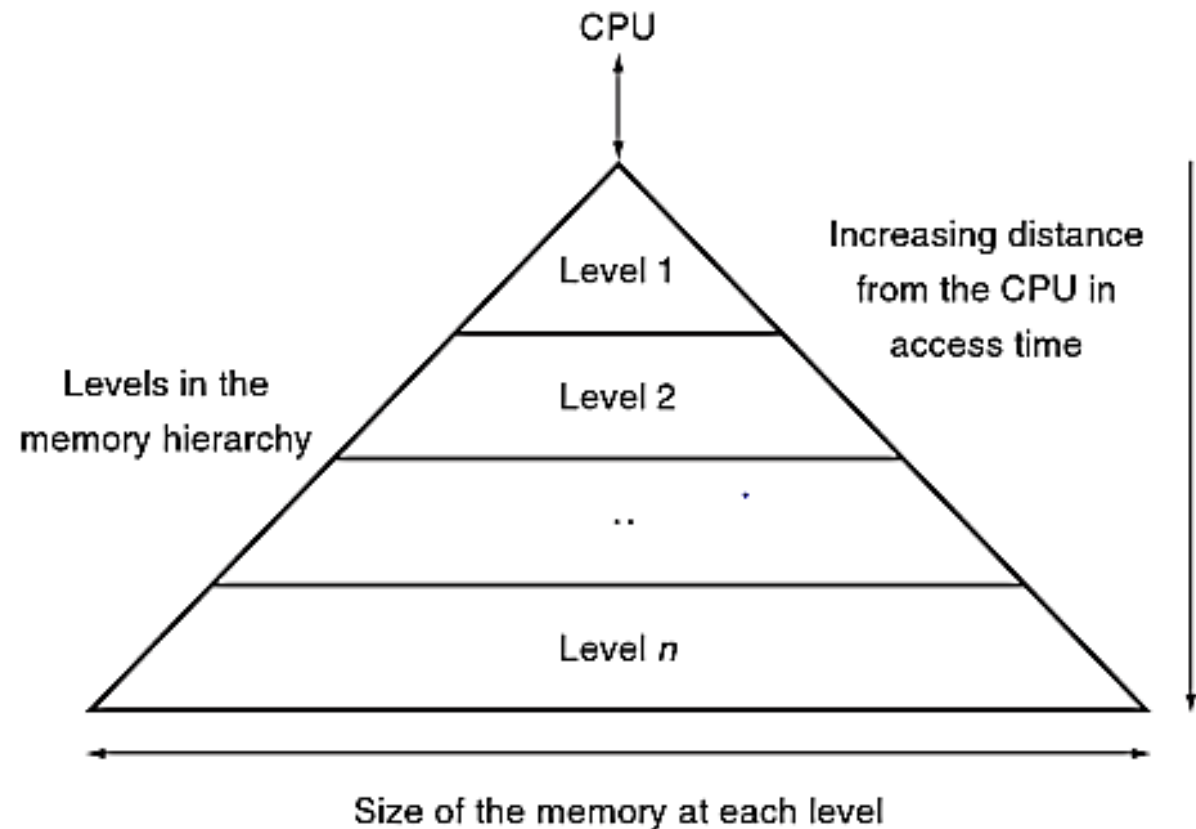 CPU
Level 1
Increasing distance
from the CPU in
access time
Levels in the
memory hierarchy
Level 2
..
Level n
Size of the memory at each level